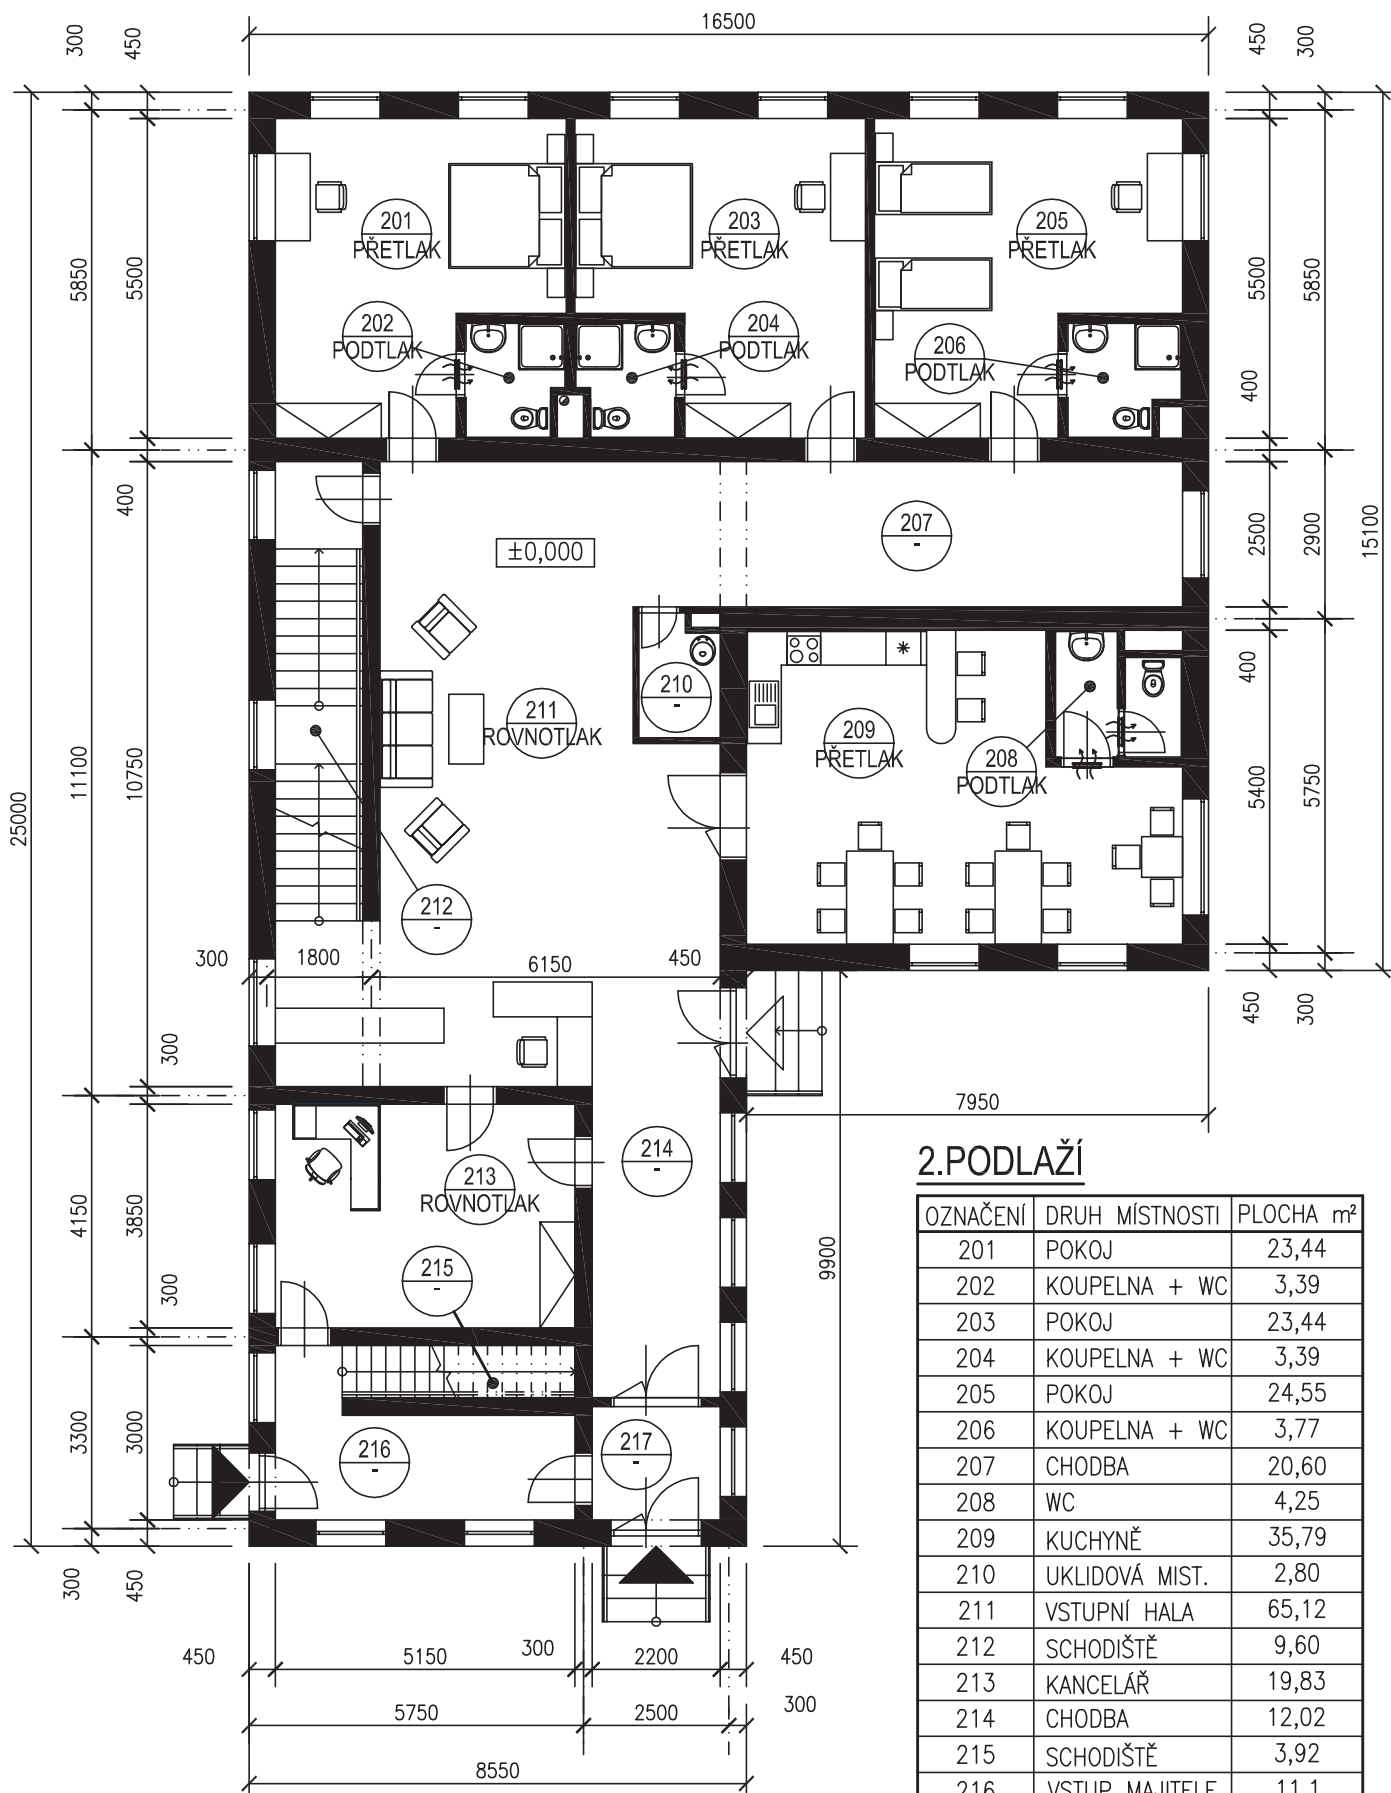 16500
300
450
450
300
201
PŘETLAK
203
PŘETLAK
205
PŘETLAK
5850
5500
5500
5850
202
PODTLAK
204
PODTLAK
206
PODTLAK
400
400
207
-
±0,000
2500
2900
15100
210
-
211
ROVNOTLAK
209
PŘETLAK
208
PODTLAK
400
25000
11100
10750
5400
5750
212
-
300
1800
6150
450
450
300
300
7950
214
-
213
ROVNOTLAK
4150
3850
9900
215
-
300
216
-
217
-
3300
3000
300
450
450
5150
300
2200
450
5750
2500
300
8550
2.PODLAŽÍ
OZNAČENÍ DRUH MÍSTNOSTI PLOCHA m²
201 POKOJ 23,44
202 KOUPELNA + WC 3,39
203 POKOJ 23,44
204 KOUPELNA + WC 3,39
205 POKOJ 24,55
206 KOUPELNA + WC 3,77
207 CHODBA 20,60
208 WC 4,25
209 KUCHYNĚ 35,79
210 UKLIDOVÁ MIST. 2,80
211 VSTUPNÍ HALA 65,12
212 SCHODIŠTĚ 9,60
213 KANCELÁŘ 19,83
214 CHODBA 12,02
215 SCHODIŠTĚ 3,92
216 VSTUP MAJITELE 11,1